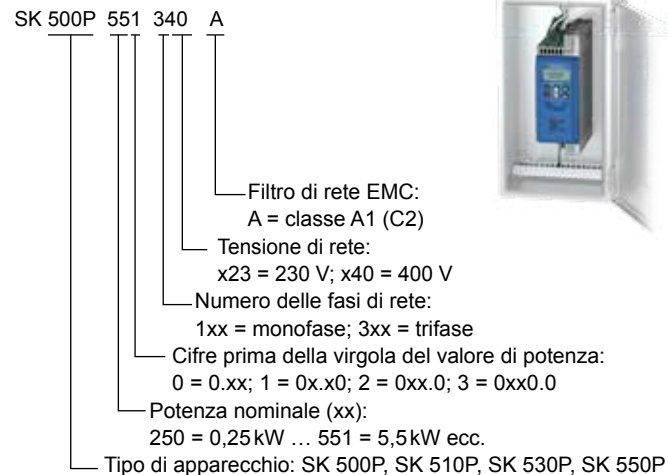 SK 500P 551 340 A
Filtro di rete EMC:
A = classe A1 (C2)
Tensione di rete:
x23 = 230 V; x40 = 400 V
Numero delle fasi di rete:
1xx = monofase; 3xx = trifase
Cifre prima della virgola del valore di potenza:
0 = 0.xx; 1 = 0x.x0; 2 = 0xx.0; 3 = 0xx0.0
Potenza nominale (xx):
250 = 0,25 kW … 551 = 5,5 kW ecc.
Tipo di apparecchio: SK 500P, SK 510P, SK 530P, SK 550P